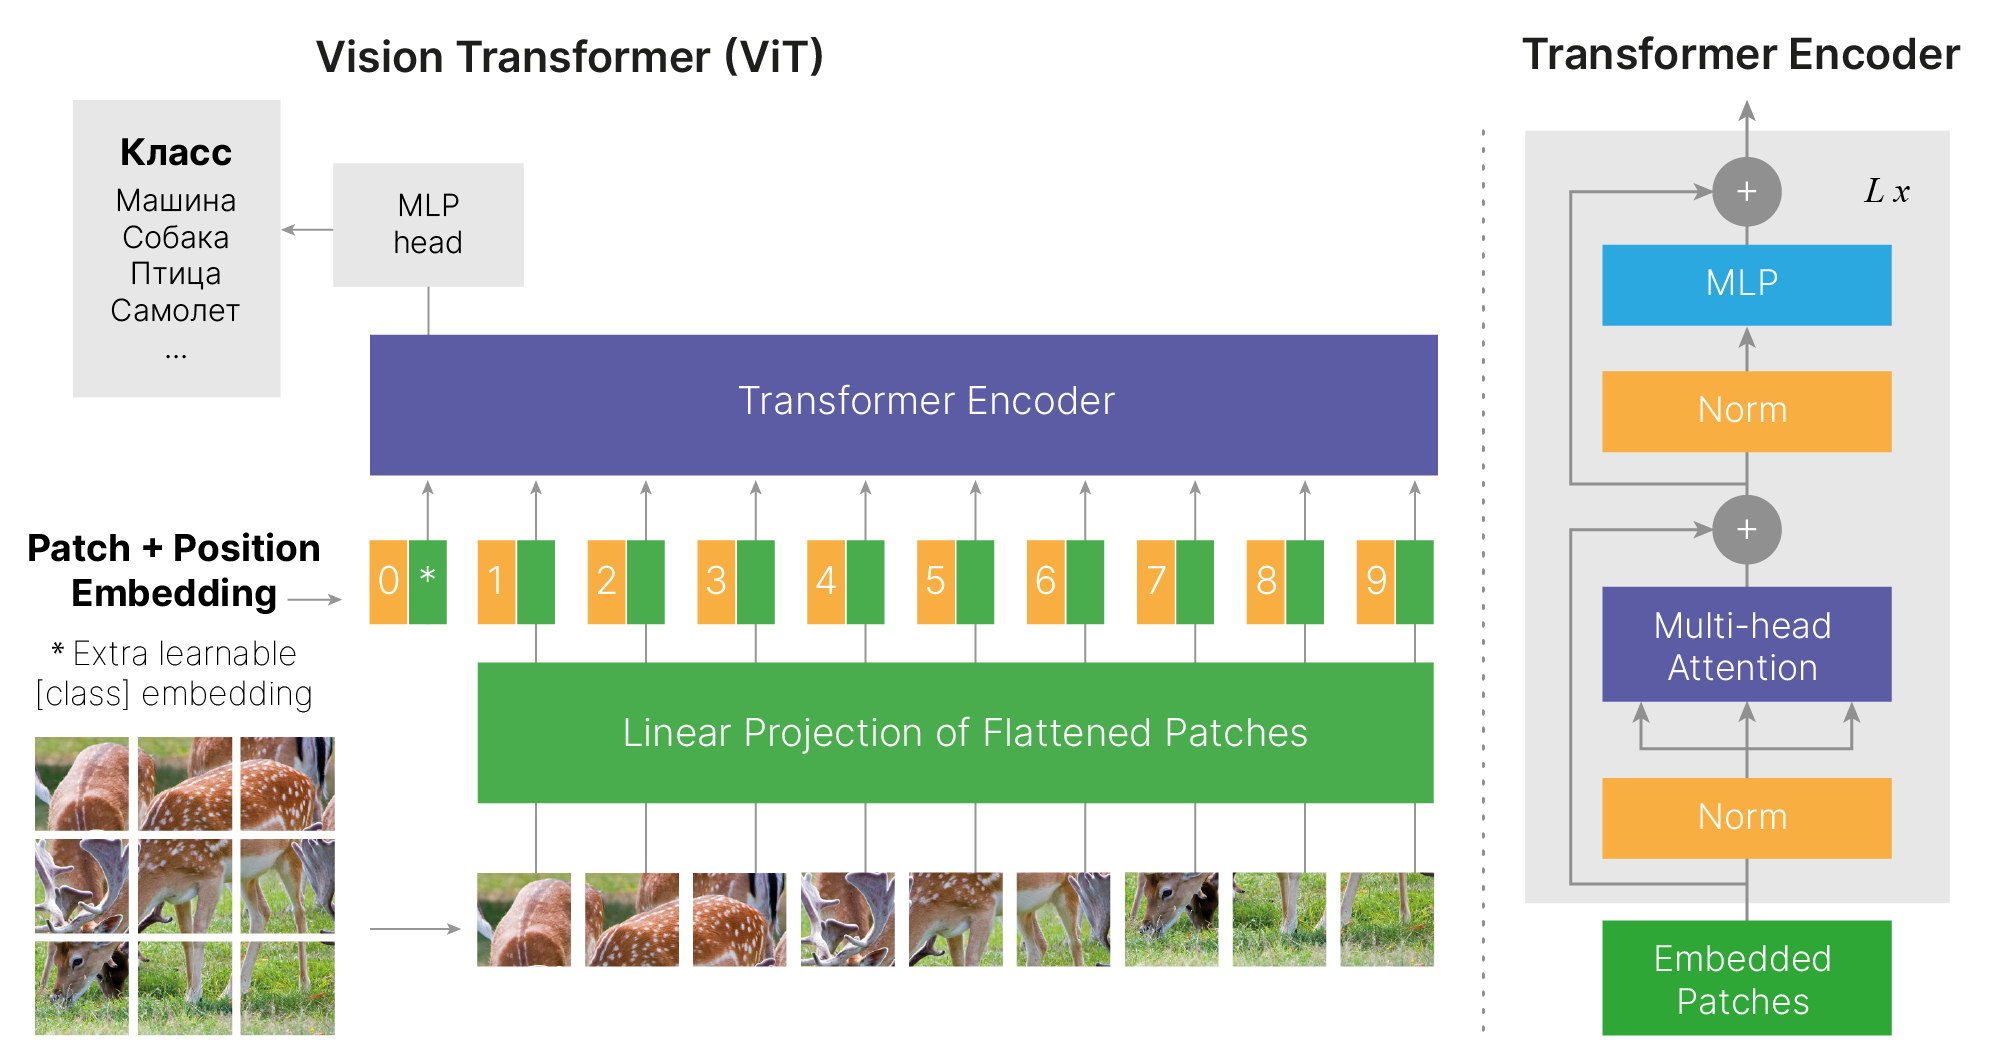 Vision Transformer (ViT)
Класс
Машина
Собака
Птица
Самолет
...
MLP
head
Transformer Encoder
Patch + Position
Embedding
* Extra learnable
[class] embedding
0 * 1 2 3 4 5 6 7 8 9
Linear Projection of Flattened Patches
Transformer Encoder
L x
+
MLP
Norm
+
Multi-head
Attention
Norm
Embedded
Patches